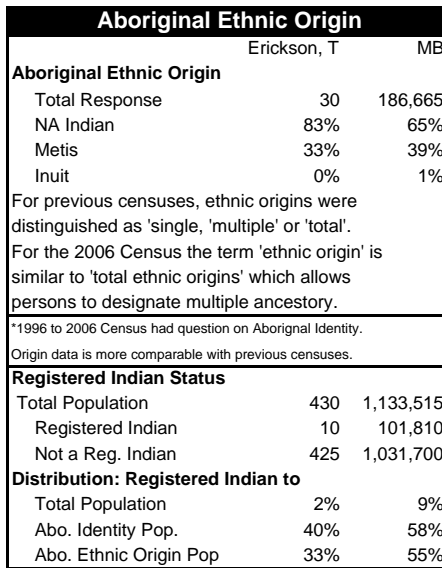 Aboriginal Ethnic Origin
Erickson, T MB
Aboriginal Ethnic Origin
Total Response 30 186,665
NA Indian 83% 65%
Metis 33% 39%
Inuit 0% 1%
For previous censuses, ethnic origins were
distinguished as 'single, 'multiple' or 'total'.
For the 2006 Census the term 'ethnic origin' is
similar to 'total ethnic origins' which allows
persons to designate multiple ancestory.
*1996 to 2006 Census had question on Aborignal Identity.
Origin data is more comparable with previous censuses.
Registered Indian Status
Total Population 430 1,133,515
Registered Indian 10 101,810
Not a Reg. Indian 425 1,031,700
Distribution: Registered Indian to
Total Population 2% 9%
Abo. Identity Pop. 40% 58%
Abo. Ethnic Origin Pop 33% 55%